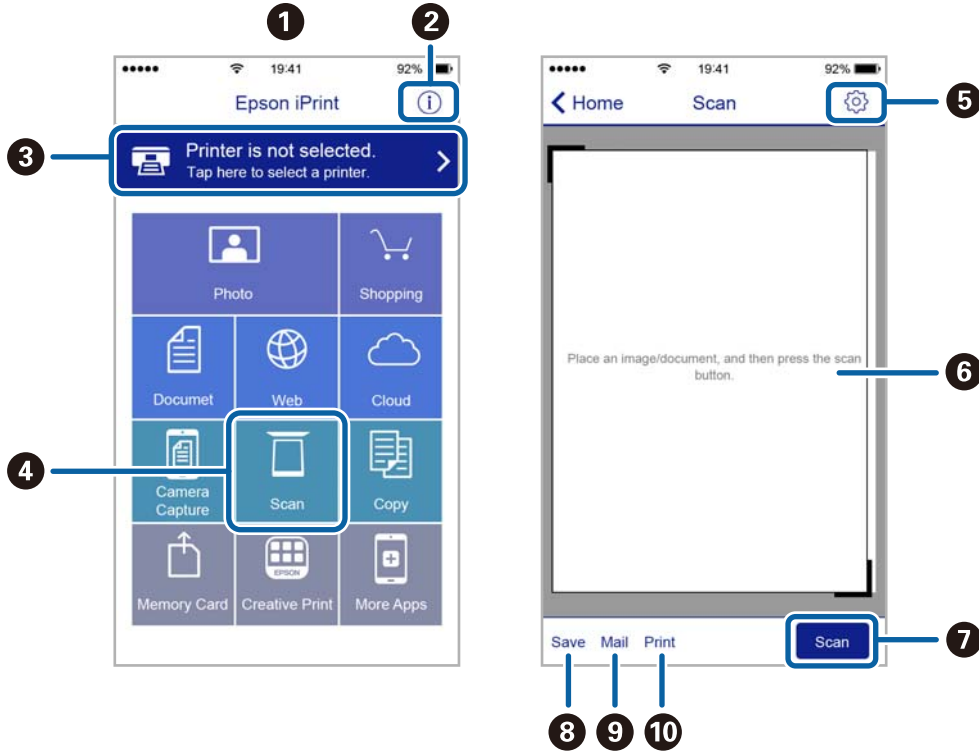 1
2
19:41
92%
Epson iPrint
i
3
Printer is not selected.
Tap here to select a printer.
Photo
Shopping
Documet
Web
Cloud
4
Camera
Capture
Scan
Copy
EPSON
Memory Card
Creative Print
More Apps
19:41
92%
Home
Scan
5
Place an image/document, and then press the scan
button.
6
Save
Mail
Print
Scan
7
8
9
10